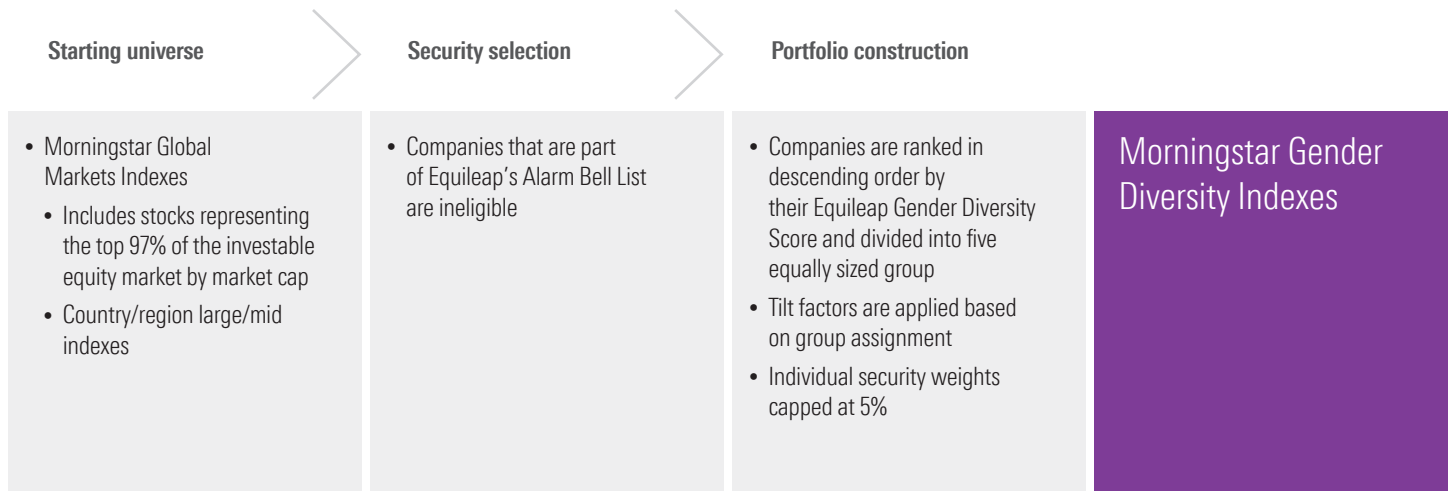 Starting universe
Security selection
Portfolio construction
• Morningstar Global
Markets Indexes
• Includes stocks representing
the top 97% of the investable
equity market by market cap
• Country/region large/mid
indexes
• Companies that are part
of Equileap's Alarm Bell List
are ineligible
• Companies are ranked in
descending order by
their Equileap Gender Diversity
Score and divided into five
equally sized group
• Tilt factors are applied based
on group assignment
• Individual security weights
capped at 5%
Morningstar Gender
Diversity Indexes